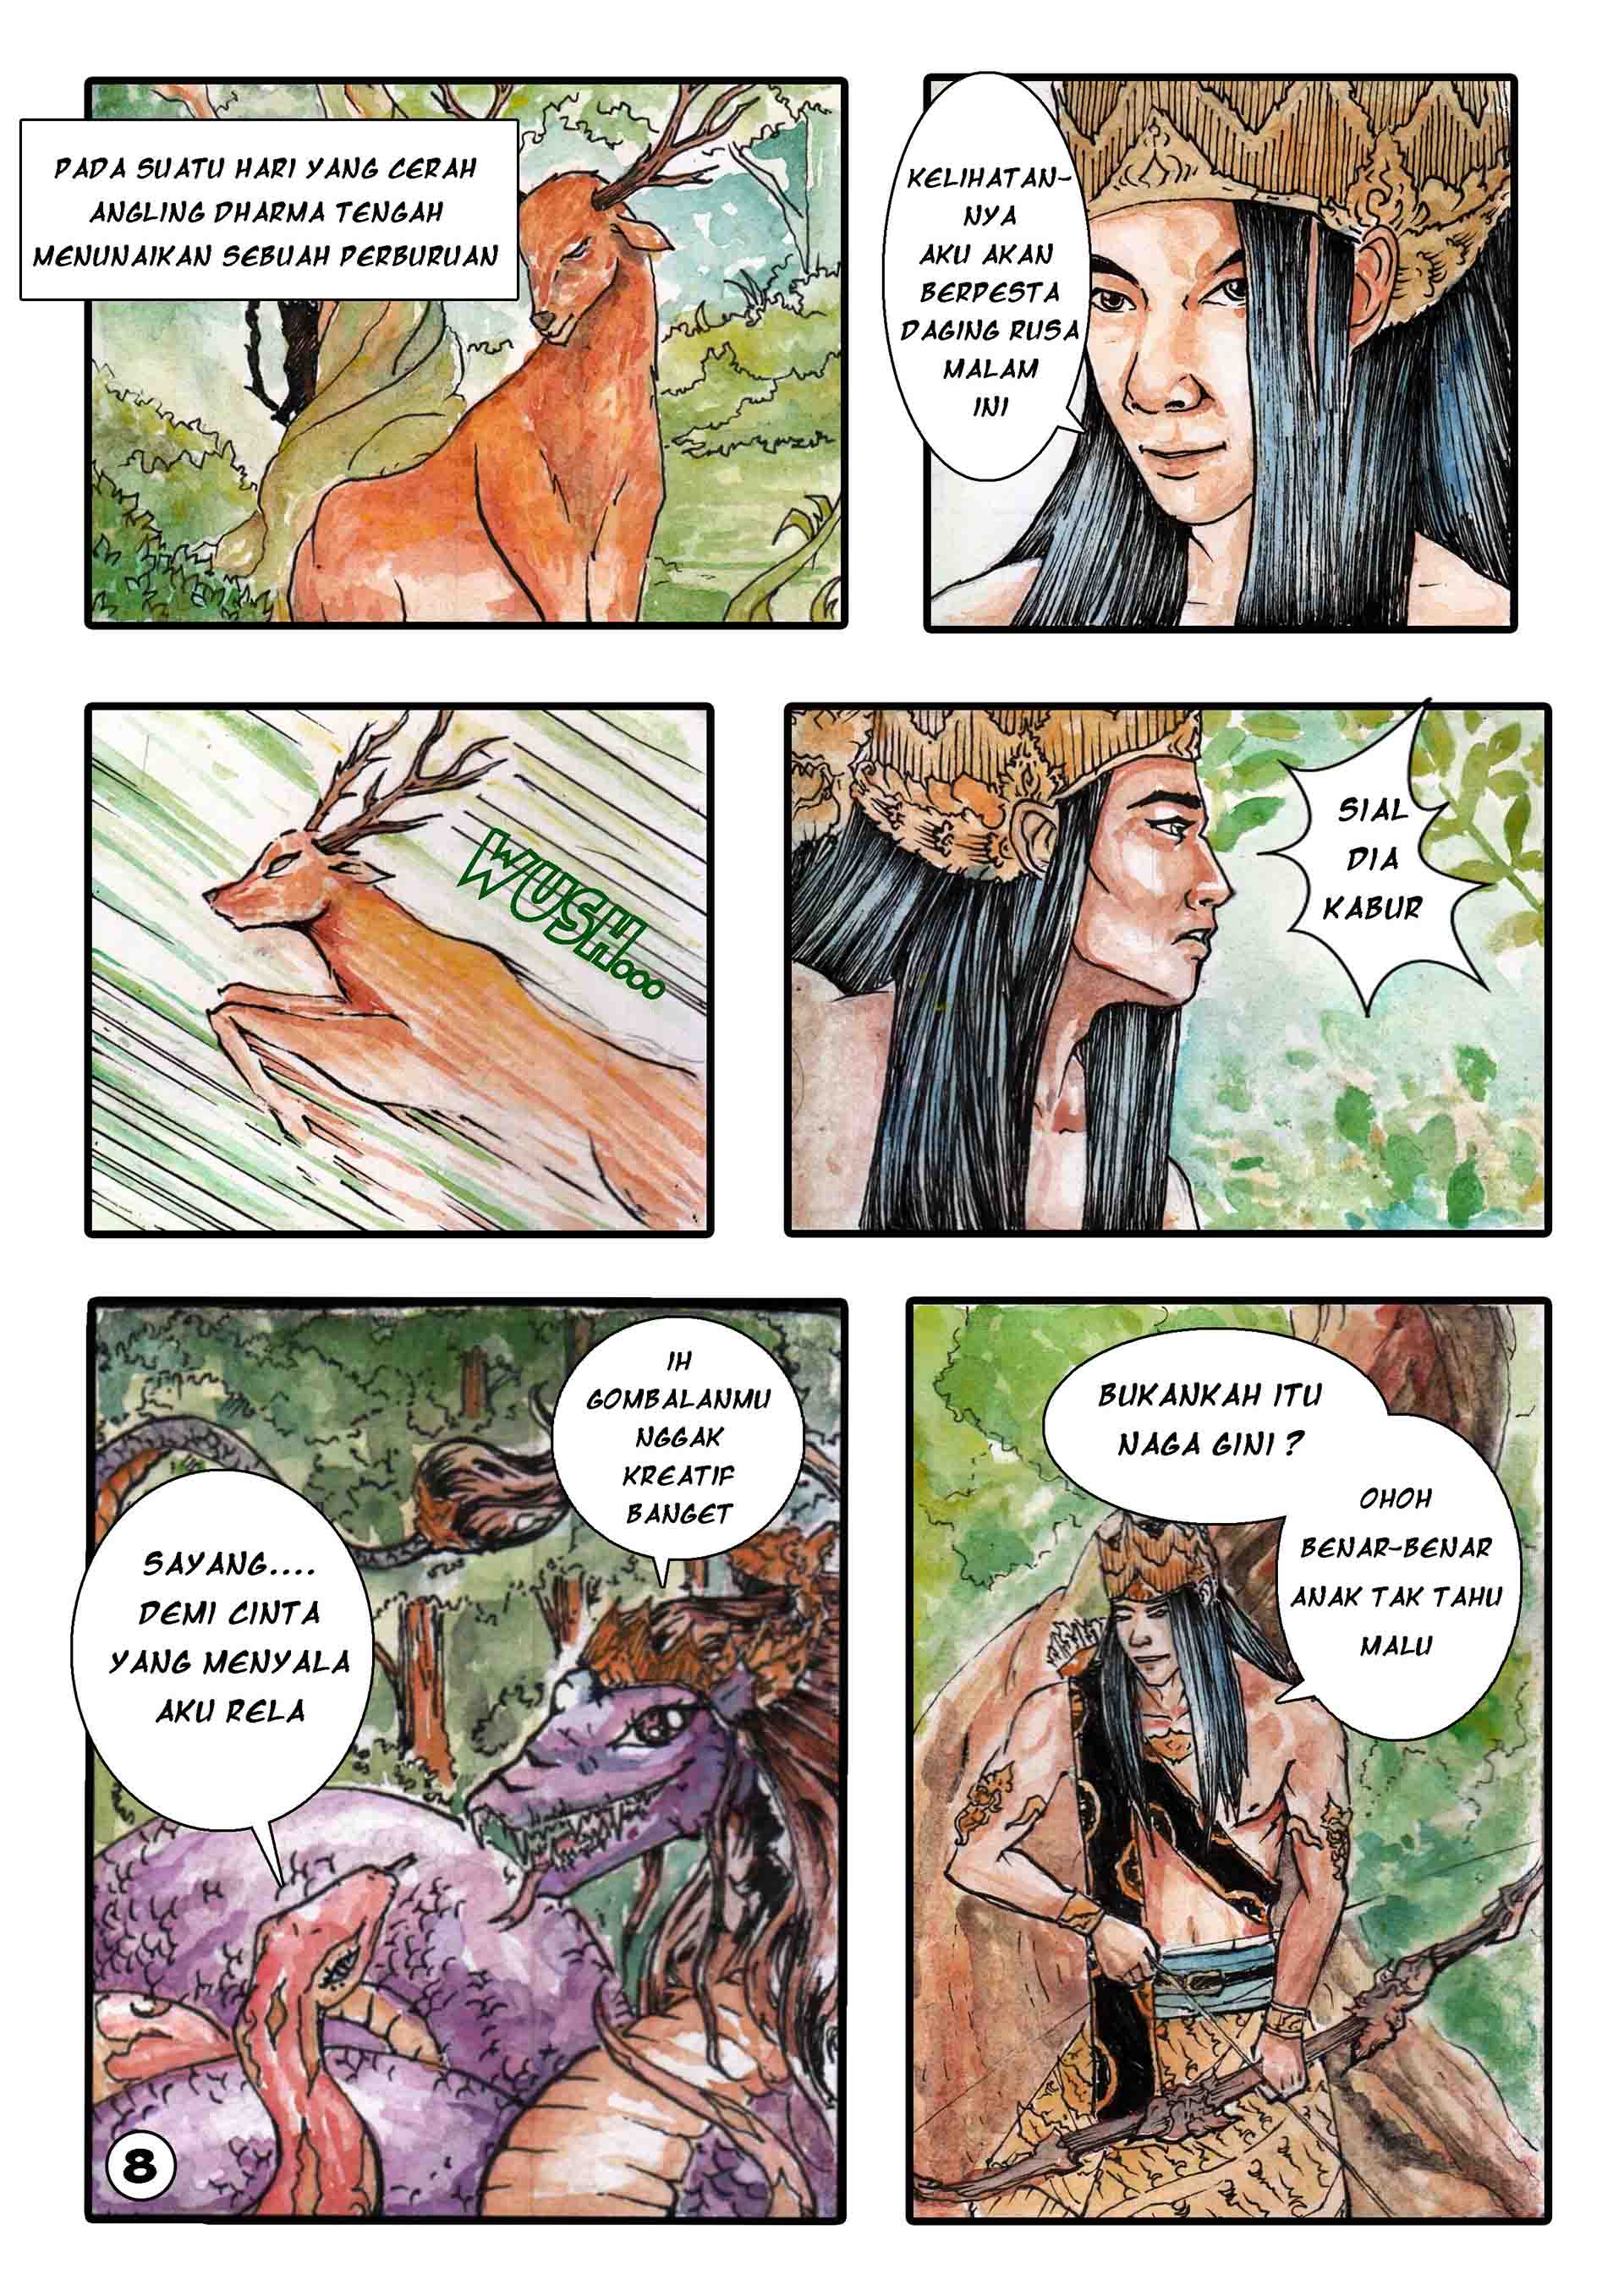 PADA SUATU HARI YANG CERAH
ANGLING DHARMA TENGAH
MENUNAIKAN SEBUAH PERBURUAN
KELIHATAN-
NYA
AKU AKAN
BERPESTA
DAGING RUSA
MALAM
INI
WUSH...
SIAL
DIA
KABUR
SAYANG....
DEMI CINTA
YANG MENYALA
AKU RELA
IH
GOMBALANMU
NGGAK
KREATIF
BANGET
BUKANKAH ITU
NAGA GINI?
OHOH
BENAR-BENAR
ANAK TAK TAHU
MALU
8